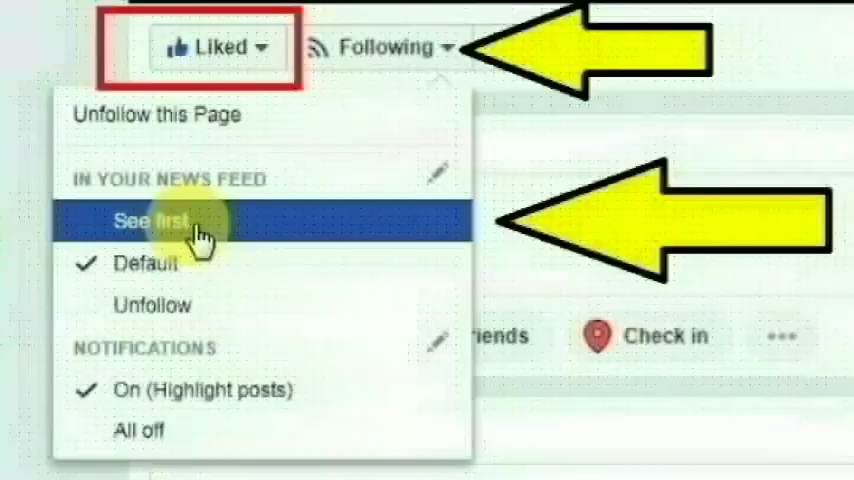 Liked Following
Unfollow this Page
IN YOUR NEWS FEED
See first
Default
Unfollow
iends Check in
NOTIFICATIONS
On (Highlight posts)
All off